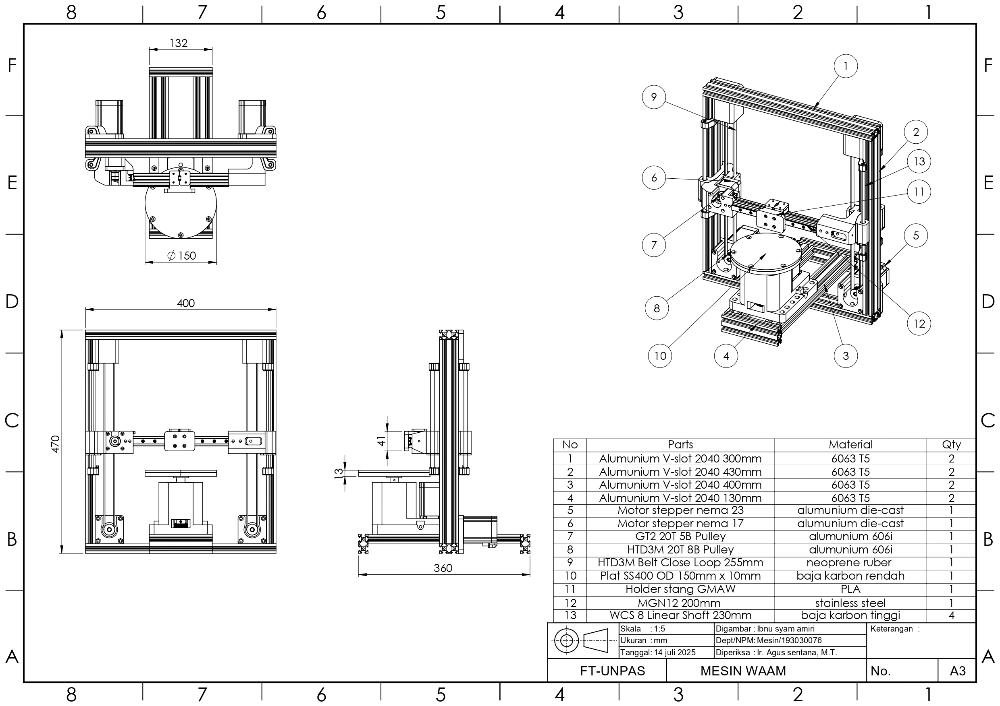 8 7 6 5 4 3 2 1
F F
E E
D D
C C
B B
A A
132
⌀ 150
400
470
41
13
360
1
9
2
13
6
11
7
5
8
12
10
4
3
No Parts Material Qty
1 Alumunium V-slot 2040 300mm 6063 T5 2
2 Alumunium V-slot 2040 430mm 6063 T5 2
3 Alumunium V-slot 2040 400mm 6063 T5 2
4 Alumunium V-slot 2040 130mm 6063 T5 2
5 Motor stepper nema 23 alumunium die-cast 1
6 Motor stepper nema 17 alumunium die-cast 1
7 GT2 20T 5B Pulley alumunium 606i 1
8 HTD3M 20T 8B Pulley alumunium 606i 1
9 HTD3M Belt Close Loop 255mm neoprene ruber 1
10 Plat SS400 OD 150mm x 10mm baja karbon rendah 1
11 Holder stang GMAW PLA 1
12 MGN12 200mm stainless steel 1
13 WCS 8 Linear Shaft 230mm baja karbon tinggi 4
Skala : 1:5 Digambar : Ibnu syam amiri Keterangan :
Ukuran : mm Dept/NPM: Mesin/193030076
Tanggal: 14 juli 2025 Diperiksa : Ir. Agus sentana, M.T.
FT-UNPAS MESIN WAAM No. A3
8 7 6 5 4 3 2 1